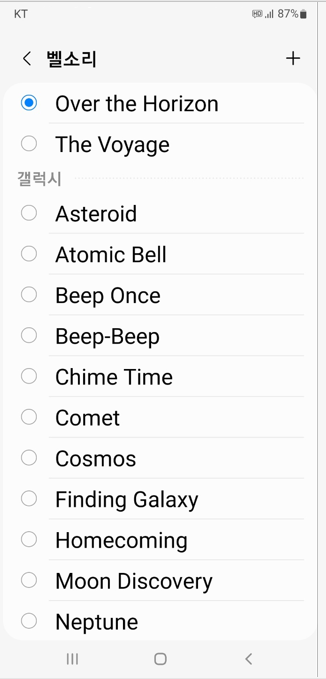 KT 87%
벨소리
Over the Horizon
The Voyage
갤럭시
Asteroid
Atomic Bell
Beep Once
Beep-Beep
Chime Time
Comet
Cosmos
Finding Galaxy
Homecoming
Moon Discovery
Neptune